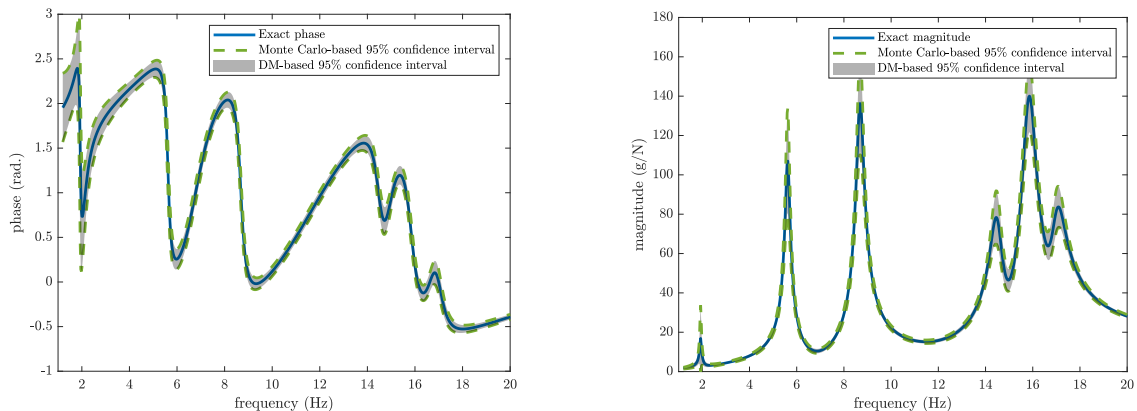 Exact phase
Monte Carlo-based 95% confidence interval
DM-based 95% confidence interval
phase (rad.)
3
2.5
2
1.5
1
0.5
0
-0.5
-1
2 4 6 8 10 12 14 16 18 20
frequency (Hz)
Exact magnitude
Monte Carlo-based 95% confidence interval
DM-based 95% confidence interval
magnitude (g/N)
180
160
140
120
100
80
60
40
20
0
2 4 6 8 10 12 14 16 18 20
frequency (Hz)